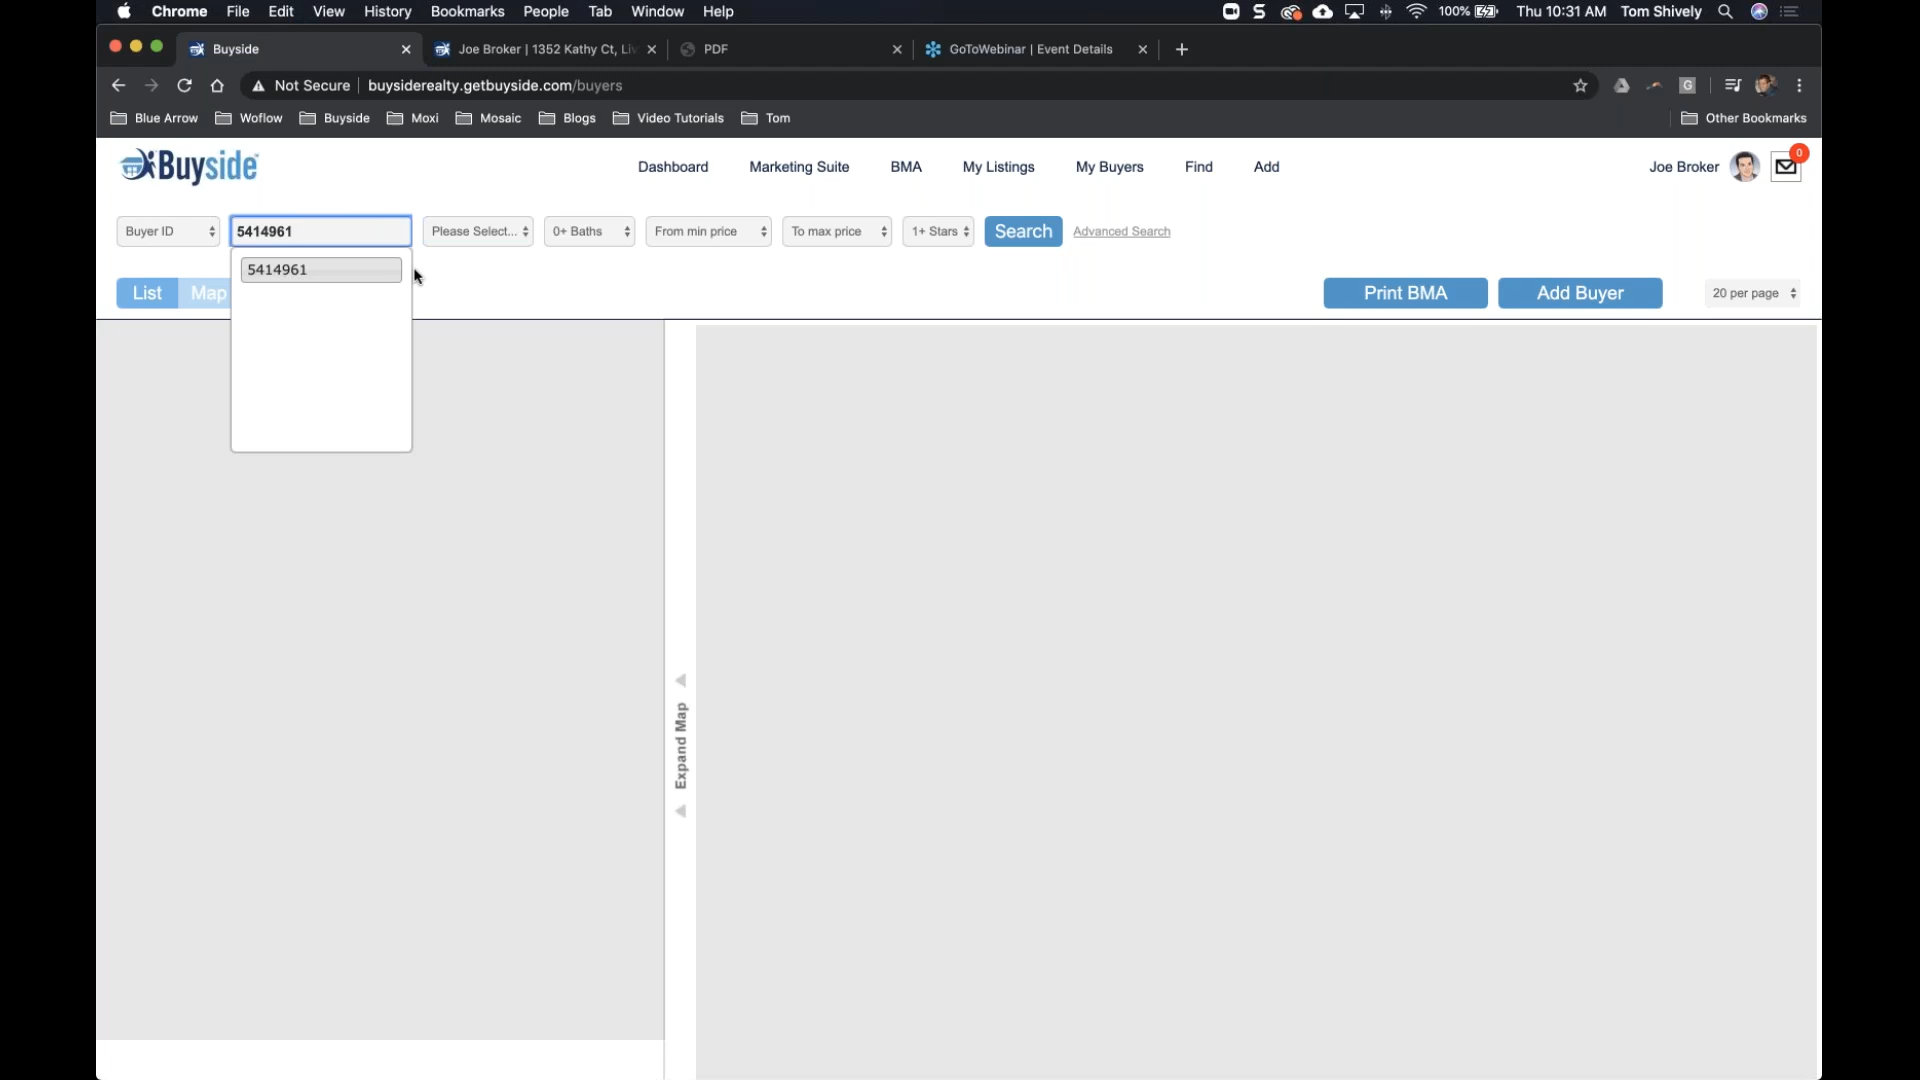 Chrome File Edit View History Bookmarks People Tab Window Help 100% Thu 10:31 AM Tom Shively
Buyside Joe Broker | 1352 Kathy Ct, Liv PDF GoToWebinar | Event Details
Not Secure buysiderealty.getbuyside.com/buyers
Blue Arrow Woflow Buyside Moxi Mosaic Blogs Video Tutorials Tom Other Bookmarks
Buyside Dashboard Marketing Suite BMA My Listings My Buyers Find Add Joe Broker 0
Buyer ID 5414961 Please Select... 0+ Baths From min price To max price 1+ Stars Search Advanced Search
5414961
List Map Print BMA Add Buyer 20 per page
Expand Map